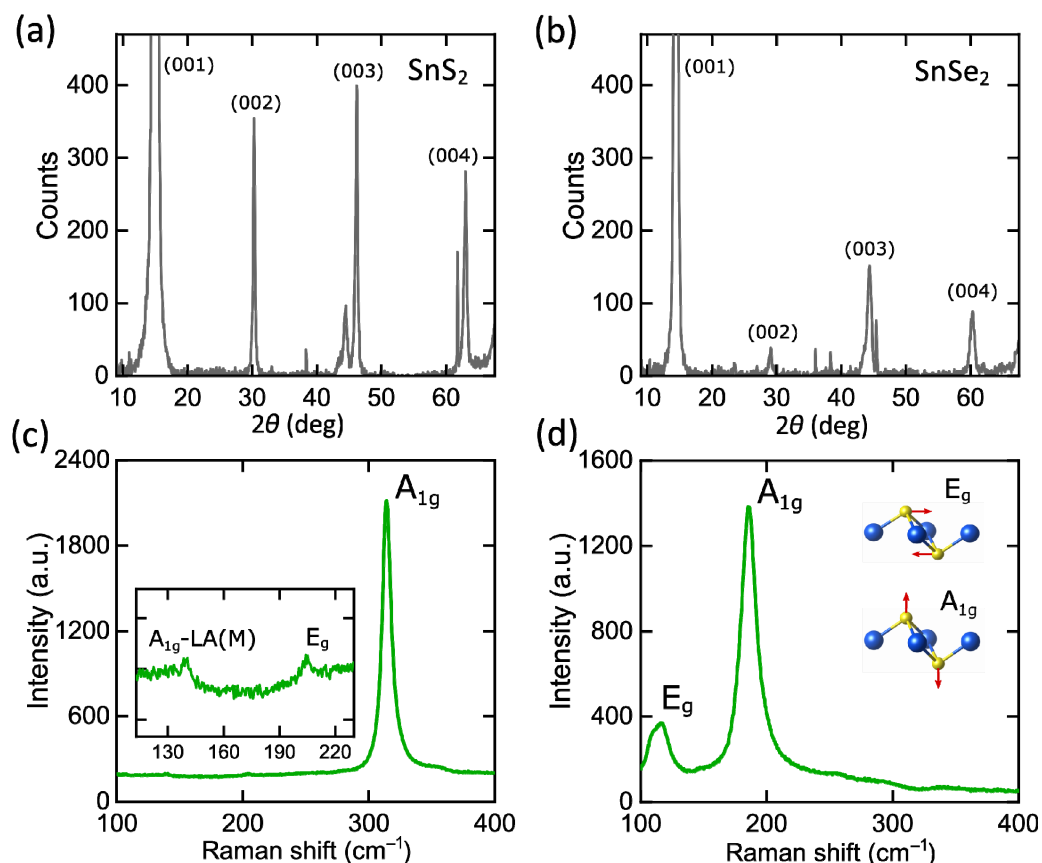 (a)
SnS₂
(001)
(002)
(003)
(004)
400
300
200
100
0
Counts
10 20 30 40 50 60
2θ (deg)
(b)
SnSe₂
(001)
(002)
(003)
(004)
400
300
200
100
0
Counts
10 20 30 40 50 60
2θ (deg)
(c)
2400
1800
1200
600
0
Intensity (a.u.)
A₁g
A₁g-LA(M)
Eg
130 160 190 220
100 200 300 400
Raman shift (cm⁻¹)
(d)
1600
1200
800
400
0
Intensity (a.u.)
Eg
A₁g
Eg
A₁g
100 200 300 400
Raman shift (cm⁻¹)